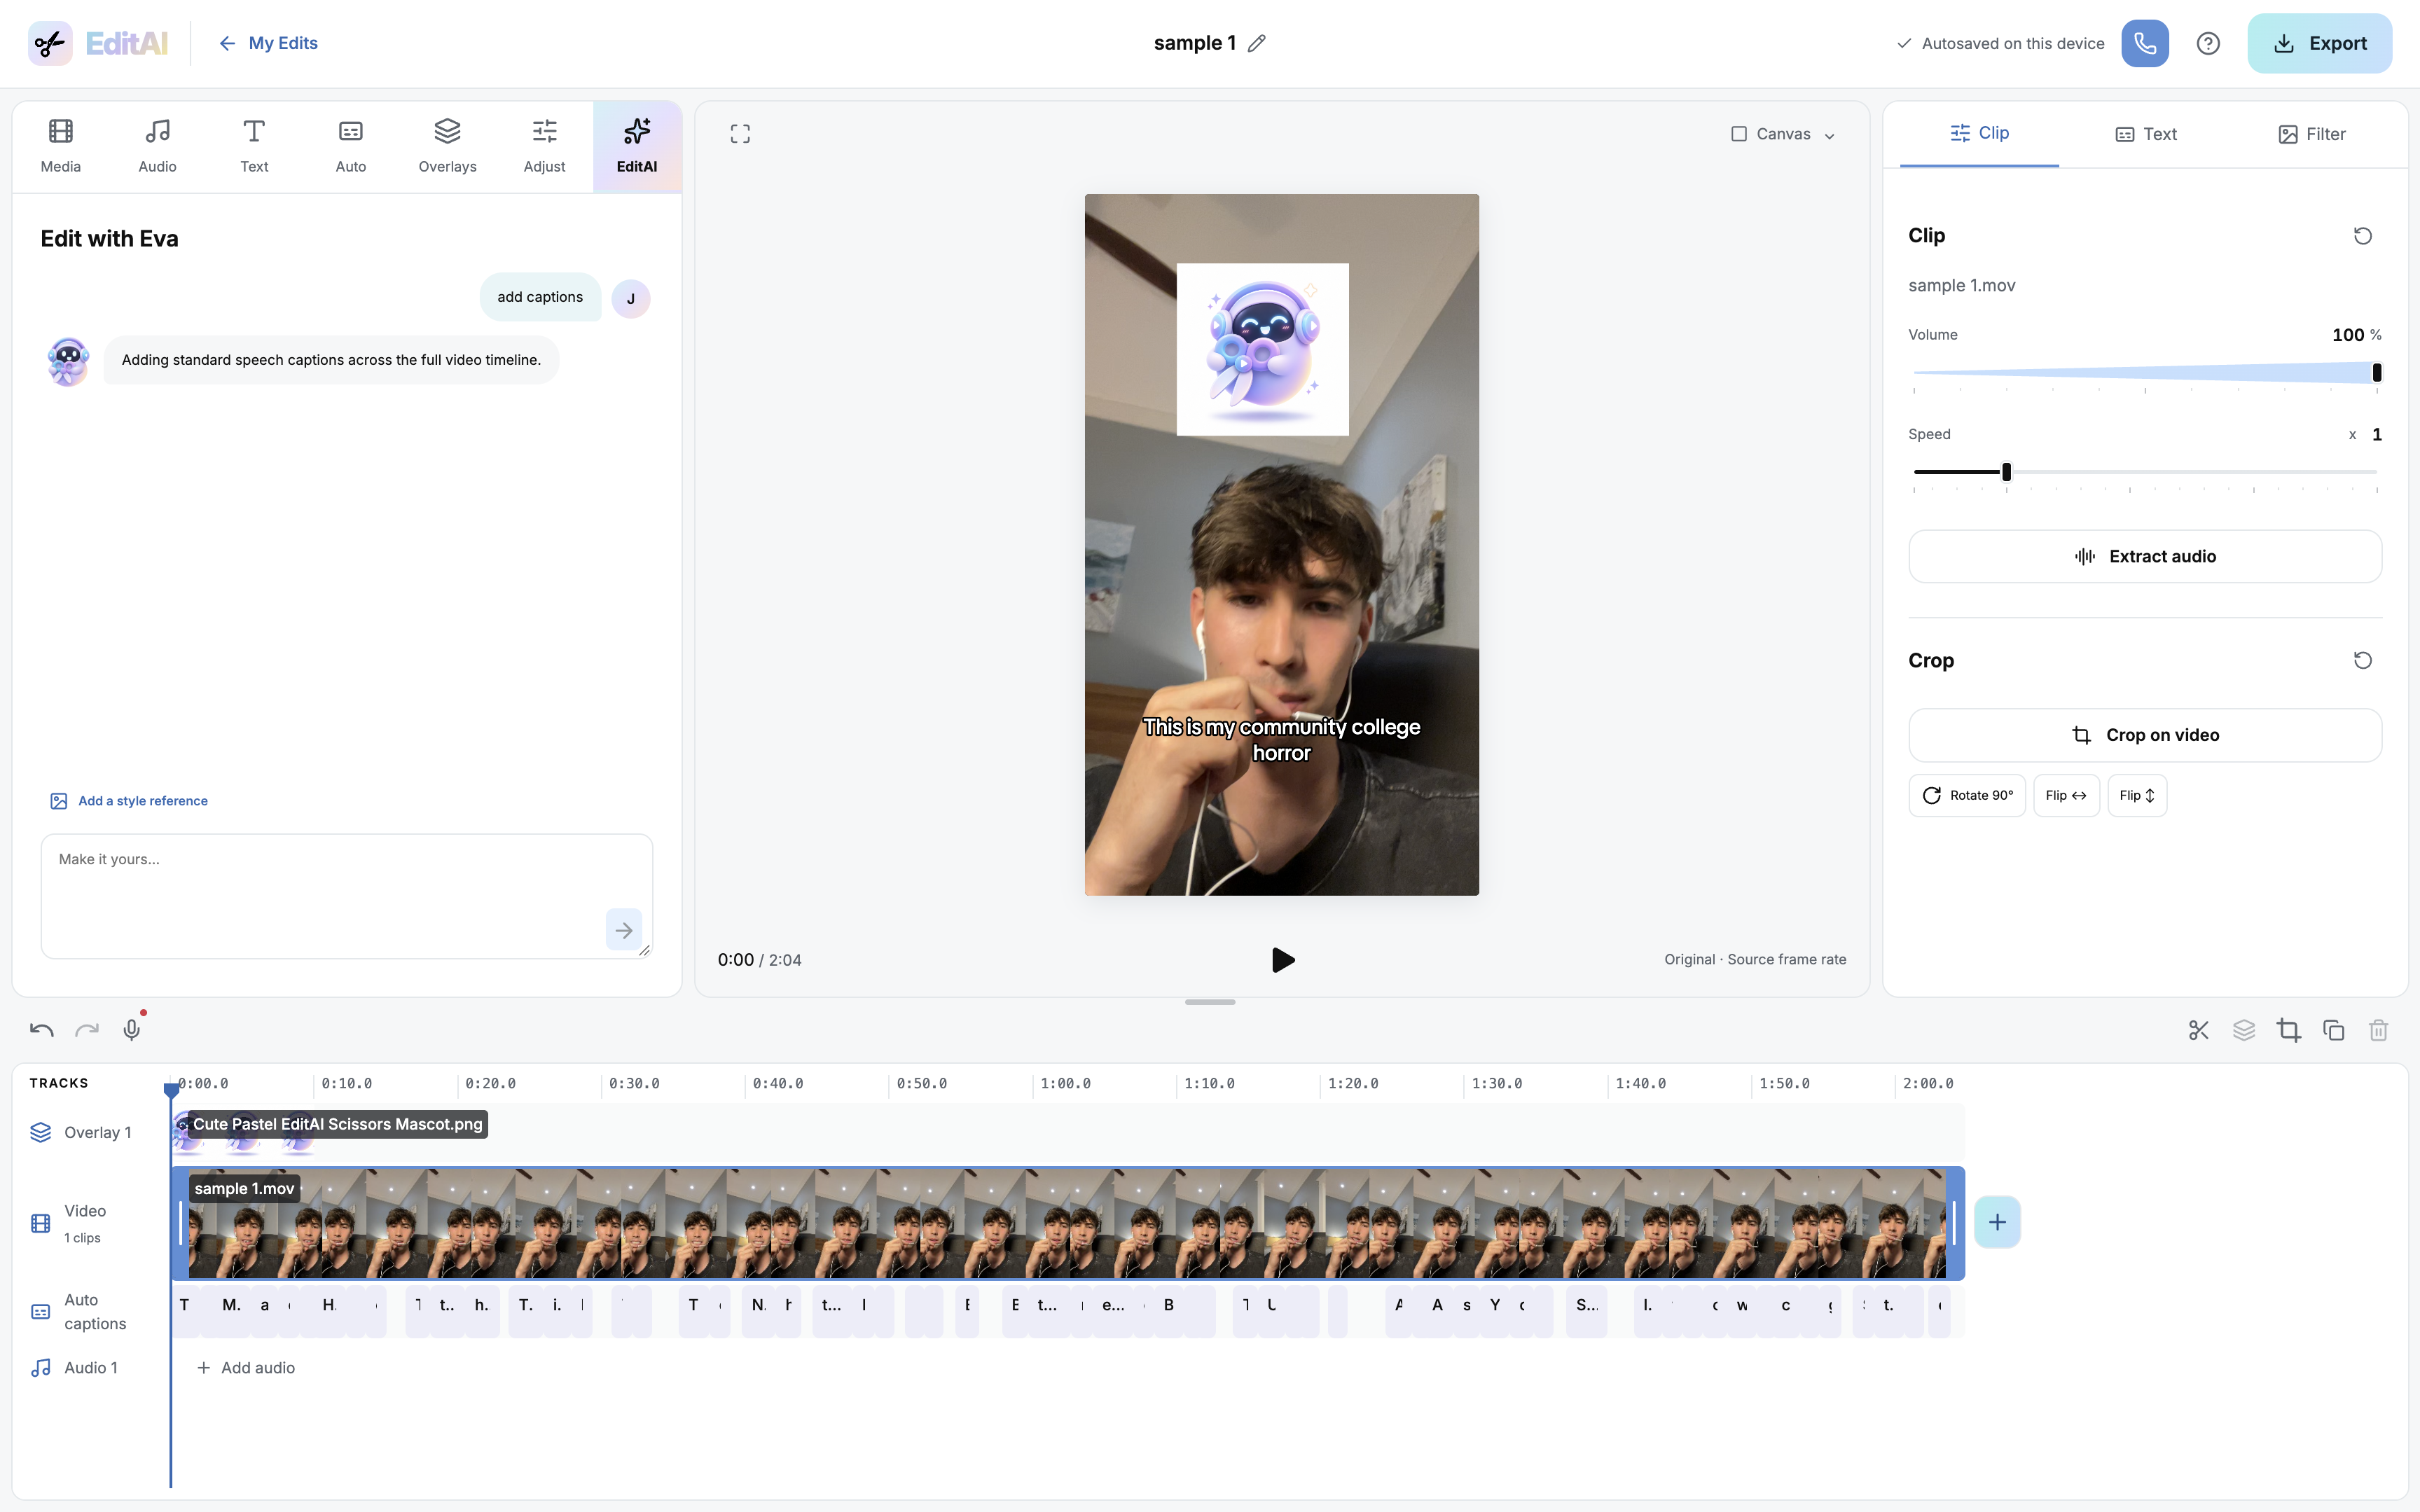 EditAI
My Edits
sample 1
Autosaved on this device
Export
Media
Audio
Text
Auto
Overlays
Adjust
EditAI
Edit with Eva
add captions
J
Adding standard speech captions across the full video timeline.
Add a style reference
Make it yours...
Canvas
This is my community college
horror
0:00 / 2:04
Original · Source frame rate
Clip
Text
Filter
Clip
sample 1.mov
Volume
100 %
Speed
x 1
Extract audio
Crop
Crop on video
Rotate 90°
Flip
Flip
TRACKS
0:00.0
0:10.0
0:20.0
0:30.0
0:40.0
0:50.0
1:00.0
1:10.0
1:20.0
1:30.0
1:40.0
1:50.0
2:00.0
Overlay 1
Cute Pastel EditAI Scissors Mascot.png
Video
1 clips
sample 1.mov
Auto
captions
T M. a H. t.. h. T. i. T N. t... t... e... B A s Y S... I. c t.
Audio 1
+ Add audio